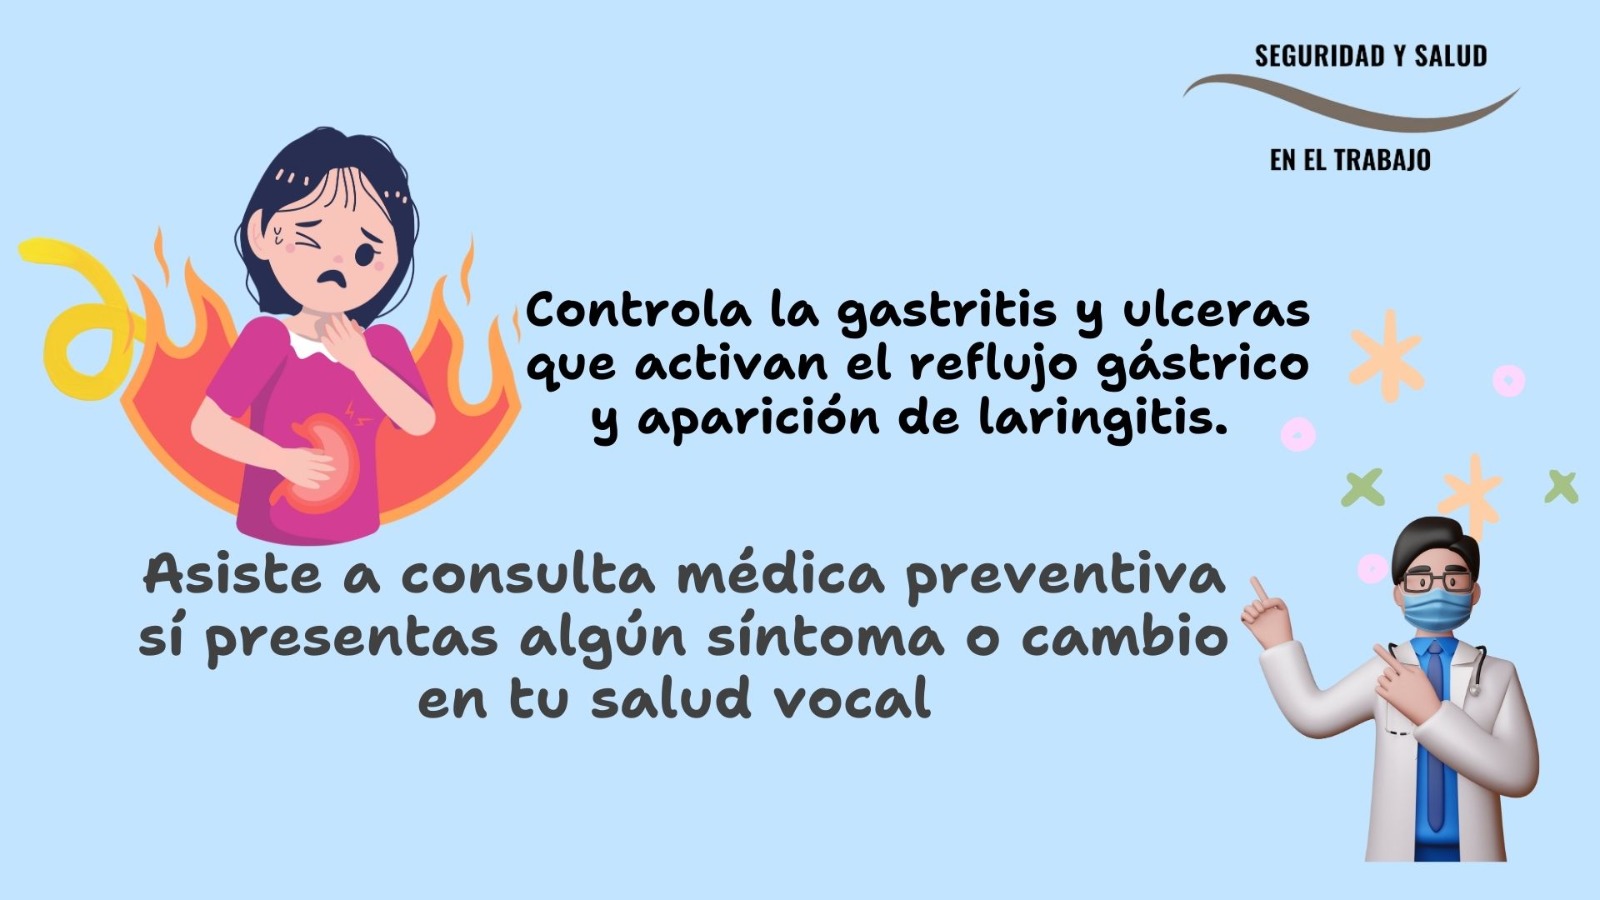 SEGURIDAD Y SALUD
EN EL TRABAJO
Controla la gastritis y ulceras
que activan el reflujo gástrico
y aparición de laringitis.
Asiste a consulta médica preventiva
sí presentas algún síntoma o cambio
en tu salud vocal